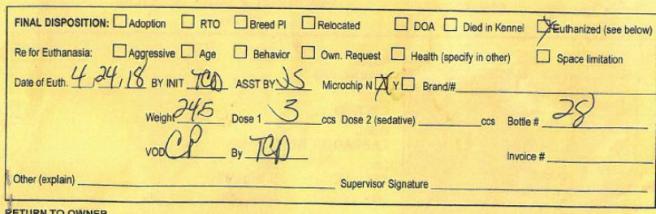 FINAL DISPOSITION: ☐ Adoption ☐ RTO ☐ Breed PI ☐ Relocated ☐ DOA ☐ Died in Kennel ☒ Euthanized (see below)
Re for Euthanasia: ☐ Aggressive ☐ Age ☐ Behavior ☐ Own. Request ☐ Health (specify in other) ☐ Space limitation
Date of Euth. 4,24,18 BY INIT TCD ASST BY JS Microchip N ☒ Y ☐ Brand/#
Weight 245 Dose 1 3 ccs Dose 2 (sedative) ccs Bottle # 28
VOD CP By TCD Invoice #
Other (explain) Supervisor Signature
RETURN TO OWNER